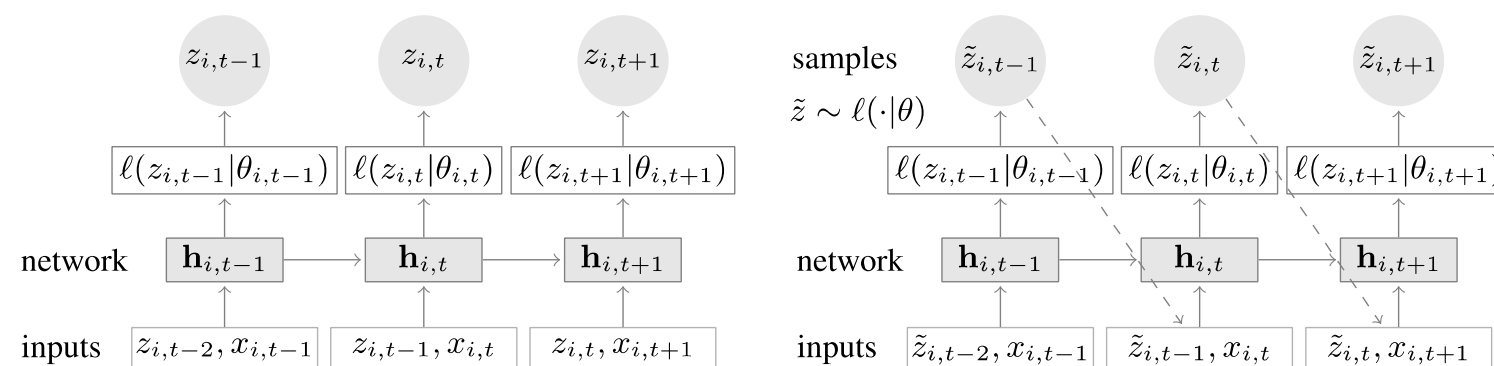 z_{i,t−1} z_{i,t} z_{i,t+1}
ℓ(z_{i,t−1}|θ_{i,t−1}) ℓ(z_{i,t}|θ_{i,t}) ℓ(z_{i,t+1}|θ_{i,t+1})
network h_{i,t−1} h_{i,t} h_{i,t+1}
inputs z_{i,t−2}, x_{i,t−1} z_{i,t−1}, x_{i,t} z_{i,t}, x_{i,t+1}
samples z̃_{i,t−1} z̃_{i,t} z̃_{i,t+1}
z̃ ∼ ℓ(·|θ)
ℓ(z_{i,t−1}|θ_{i,t−1}) ℓ(z_{i,t}|θ_{i,t}) ℓ(z_{i,t+1}|θ_{i,t+1})
network h_{i,t−1} h_{i,t} h_{i,t+1}
inputs z̃_{i,t−2}, x_{i,t−1} z̃_{i,t−1}, x_{i,t} z̃_{i,t}, x_{i,t+1}